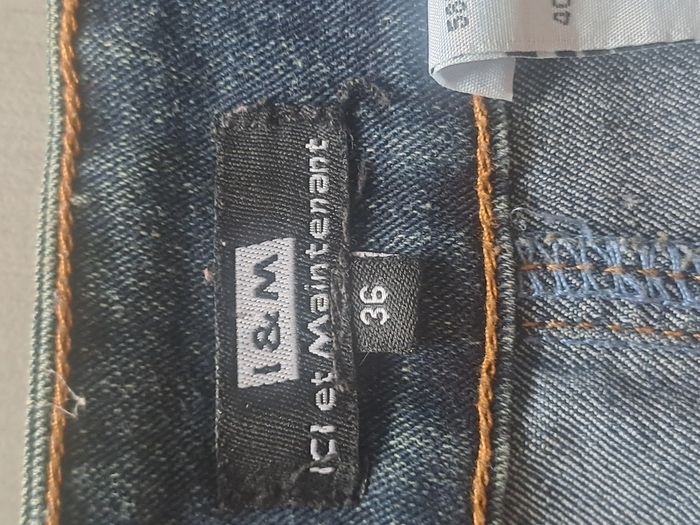 I & M
ICI et Maintenant
36